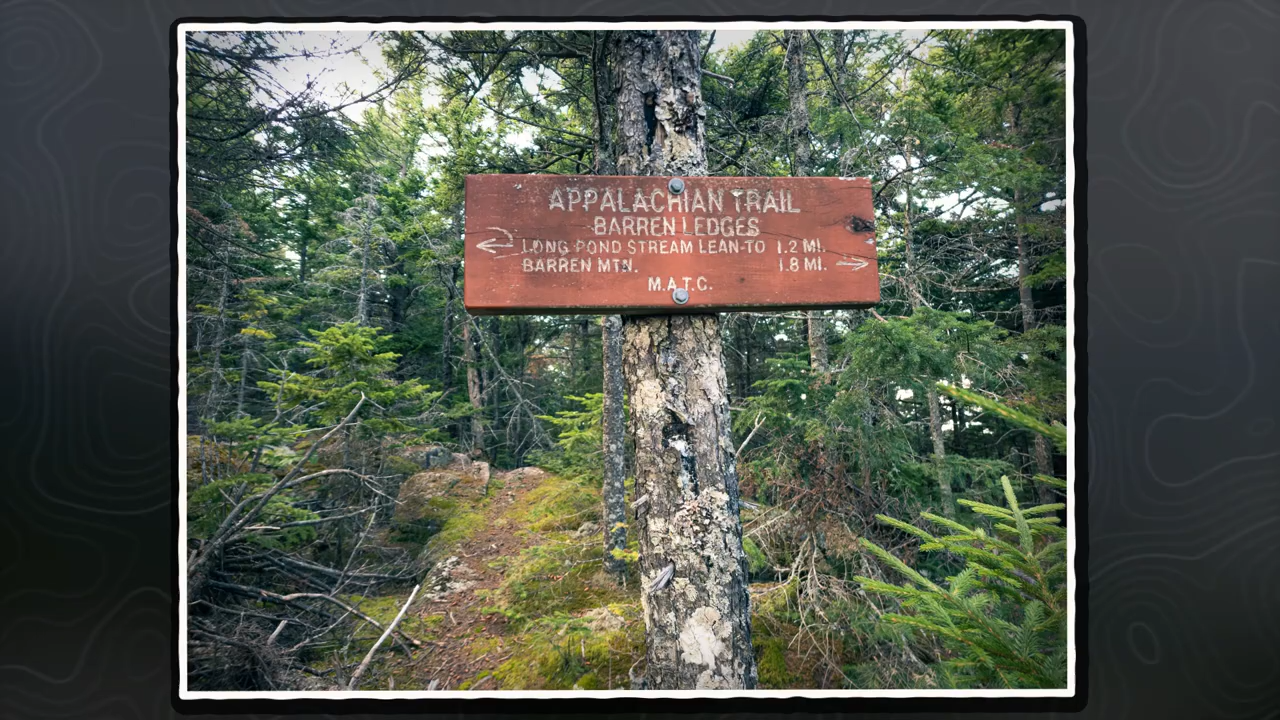 APPALACHIAN TRAIL
BARREN LEDGES
LONG POND STREAM LEAN-TO 1.2 MI.
BARREN MTN. 1.8 MI.
M.A.T.C.